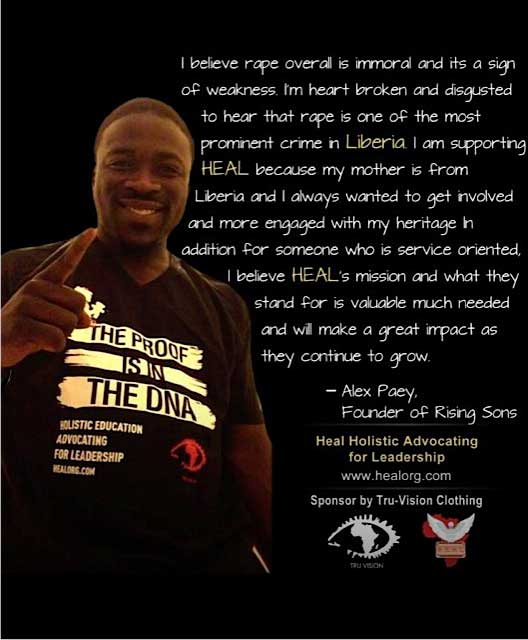 I believe rape overall is immoral and its a sign
of weakness. I'm heart broken and disgusted
to hear that rape is one of the most
prominent crime in Liberia. I am supporting
HEAL because my mother is from
Liberia and I always wanted to get involved
and more engaged with my heritage In
addition for someone who is service oriented,
I believe HEAL's mission and what they
stand for is valuable much needed
and will make a great impact as
they continue to grow.
– Alex Paey,
Founder of Rising Sons
Heal Holistic Advocating
for Leadership
www.healorg.com
Sponsor by Tru-Vision Clothing
TRU VISION
HEAL
THE PROOF
IS IN
THE DNA
HOLISTIC EDUCATION
ADVOCATING
FOR LEADERSHIP
HEALORG.COM